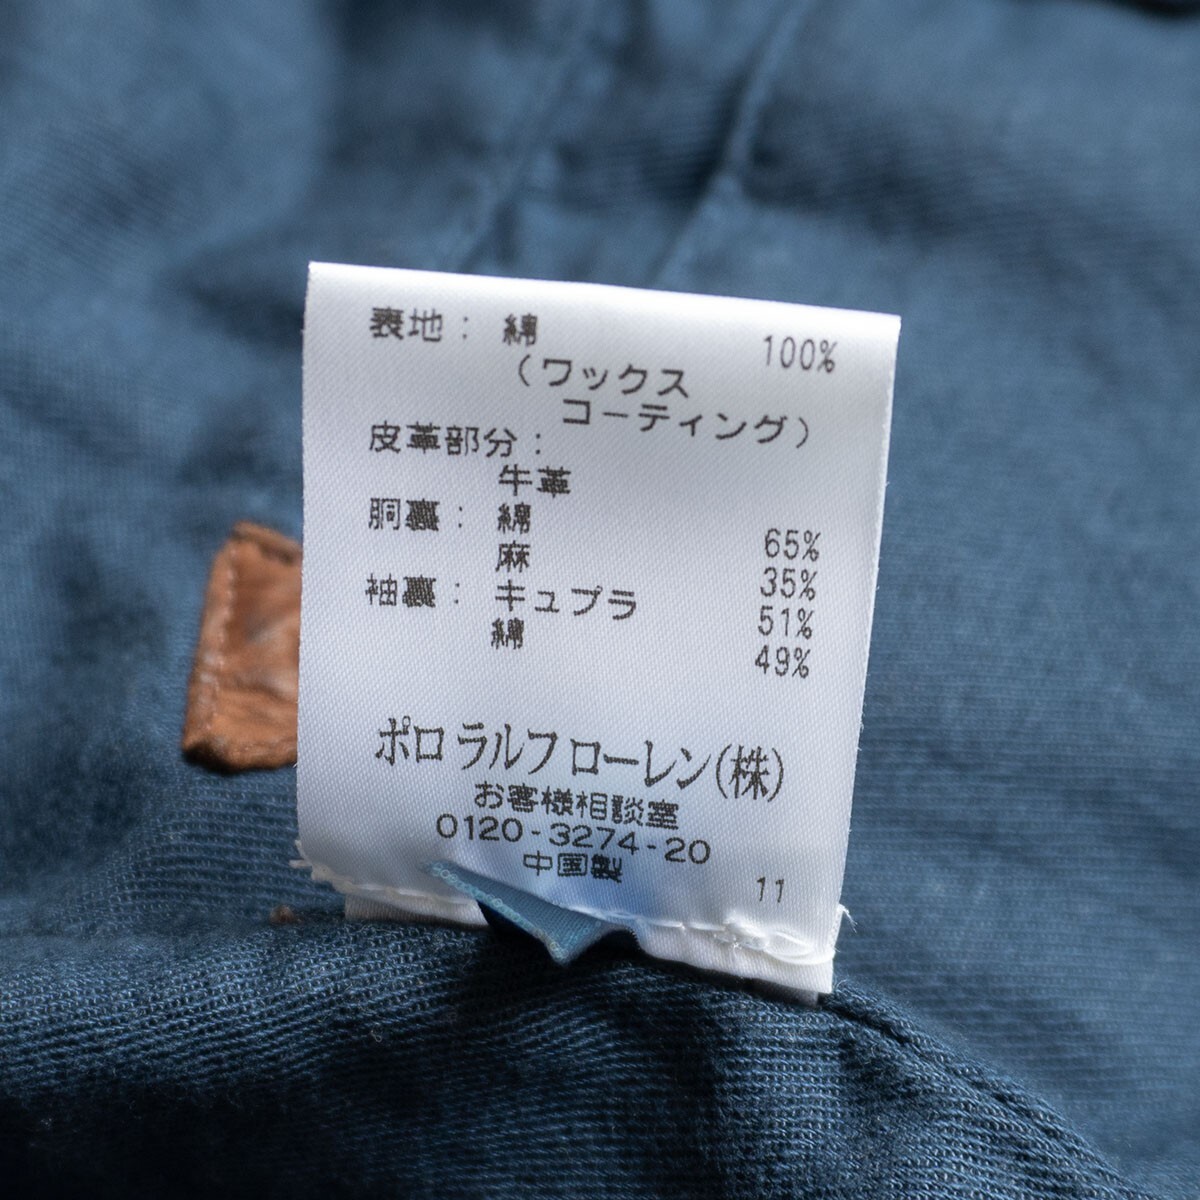 表地： 綿 100%
（ワックス
コーティング）
皮革部分：
牛革
胴裏： 綿 65%
麻 35%
袖裏： キュプラ 51%
綿 49%
ポロ ラルフ ローレン(株)
お客様相談室
0120-3274-20
中国製
11